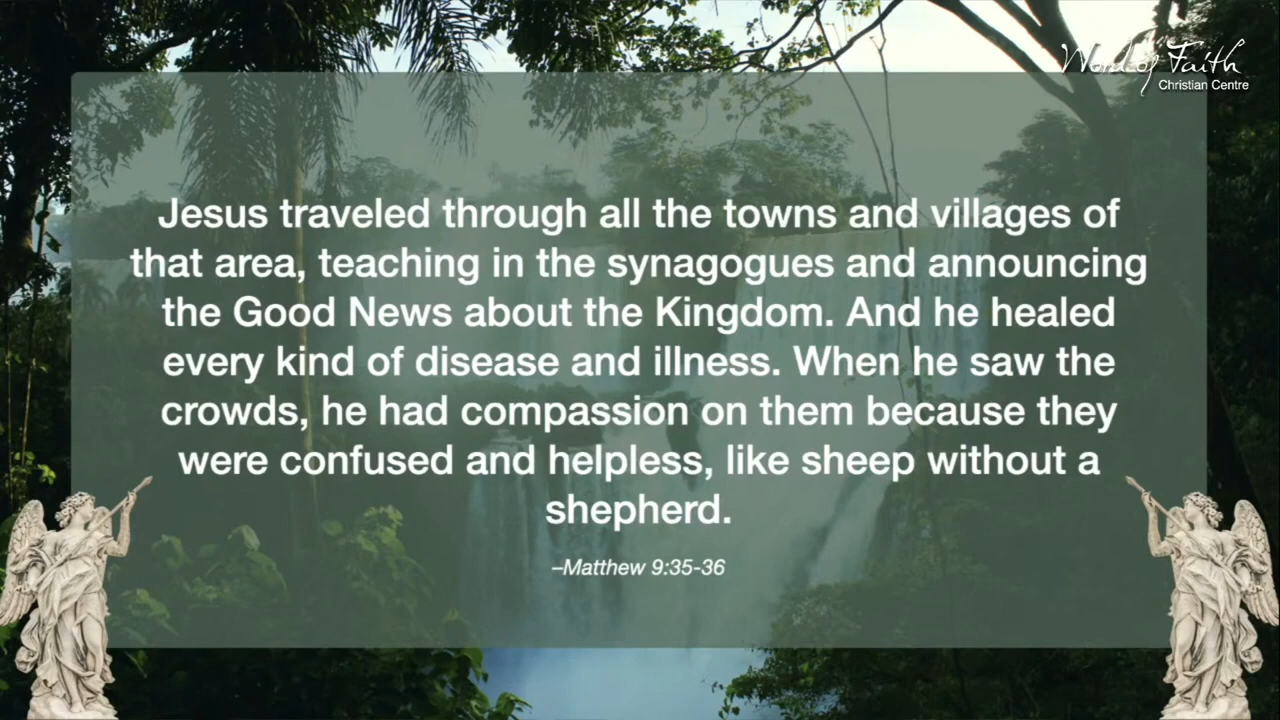 Word of Faith
Christian Centre
Jesus traveled through all the towns and villages of
that area, teaching in the synagogues and announcing
the Good News about the Kingdom. And he healed
every kind of disease and illness. When he saw the
crowds, he had compassion on them because they
were confused and helpless, like sheep without a
shepherd.
–Matthew 9:35-36